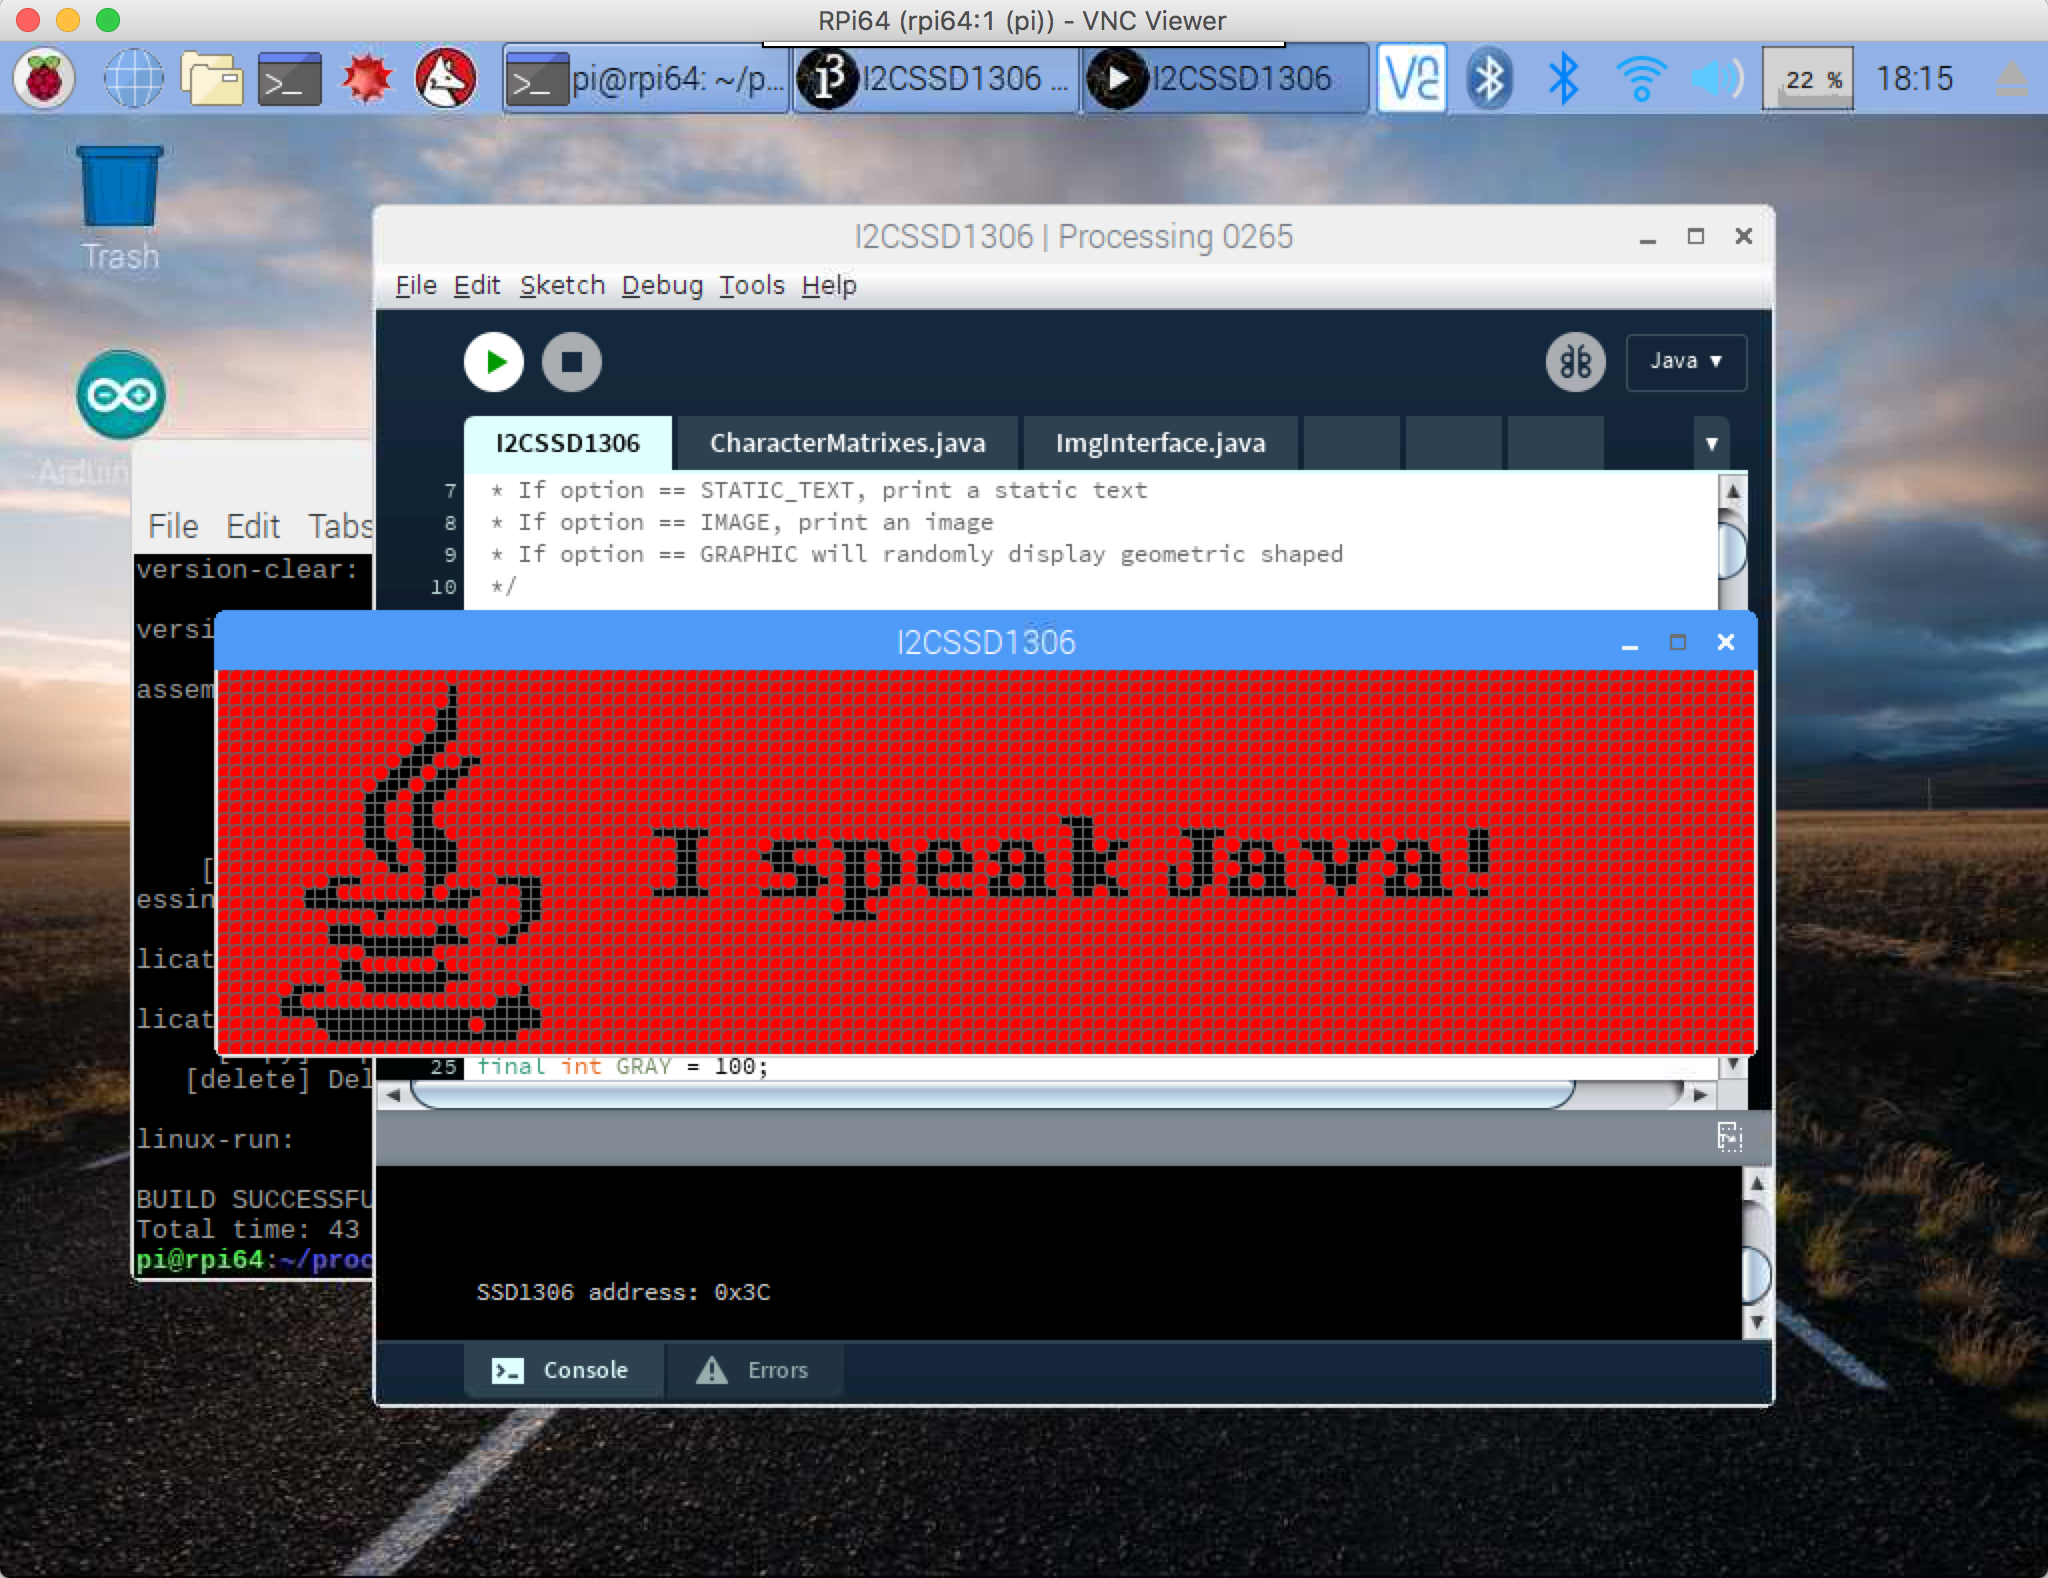 RPi64 (rpi64:1 (pi)) - VNC Viewer
pi@rpi64: ~/p...
I2CSSD1306 ...
I2CSSD1306
22 %
18:15
Trash
I2CSSD1306 | Processing 0265
File Edit Sketch Debug Tools Help
Java
I2CSSD1306
CharacterMatrixes.java
ImgInterface.java
7 * If option == STATIC_TEXT, print a static text
8 * If option == IMAGE, print an image
9 * If option == GRAPHIC will randomly display geometric shaped
10 */
File Edit Tabs
version-clear:
versi
assem
[
essin
licat
licat
[delete] Del
linux-run:
BUILD SUCCESSFU
Total time: 43
pi@rpi64:~/proc
I2CSSD1306
I speak Java!
25 final int GRAY = 100;
SSD1306 address: 0x3C
Console
Errors